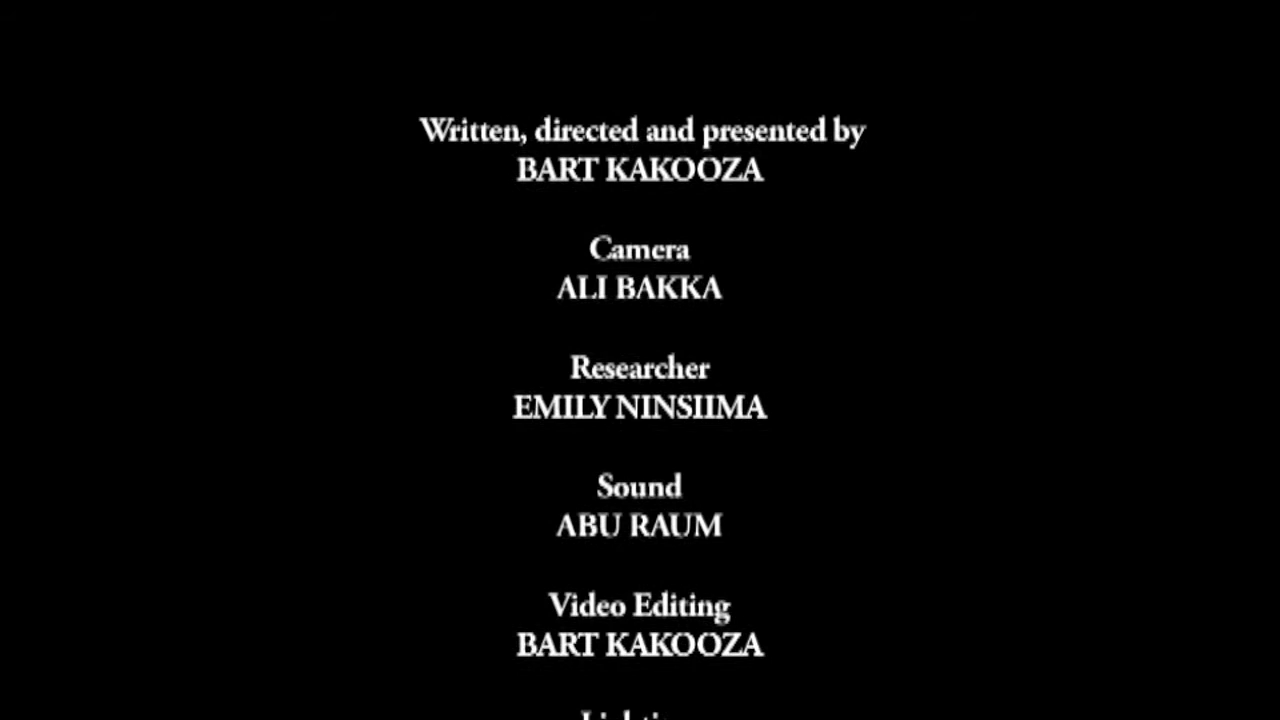 Written, directed and presented by
BART KAKOOZA
Camera
ALI BAKKA
Researcher
EMILY NINSIIMA
Sound
ABU RAUM
Video Editing
BART KAKOOZA